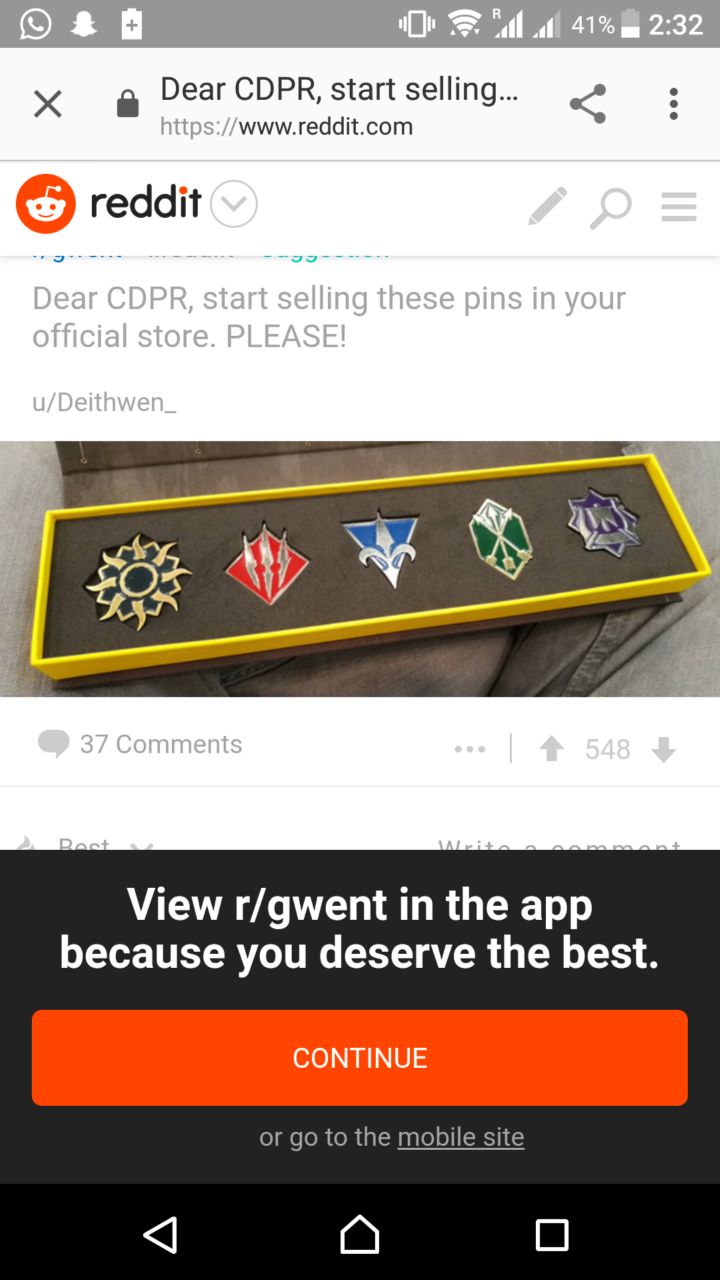 41% 2:32
R
Dear CDPR, start selling...
https://www.reddit.com
reddit
r/gwent
Suggestion
Dear CDPR, start selling these pins in your
official store. PLEASE!
u/Deithwen_
37 Comments
548
Best
Write a comment
View r/gwent in the app
because you deserve the best.
CONTINUE
or go to the mobile site